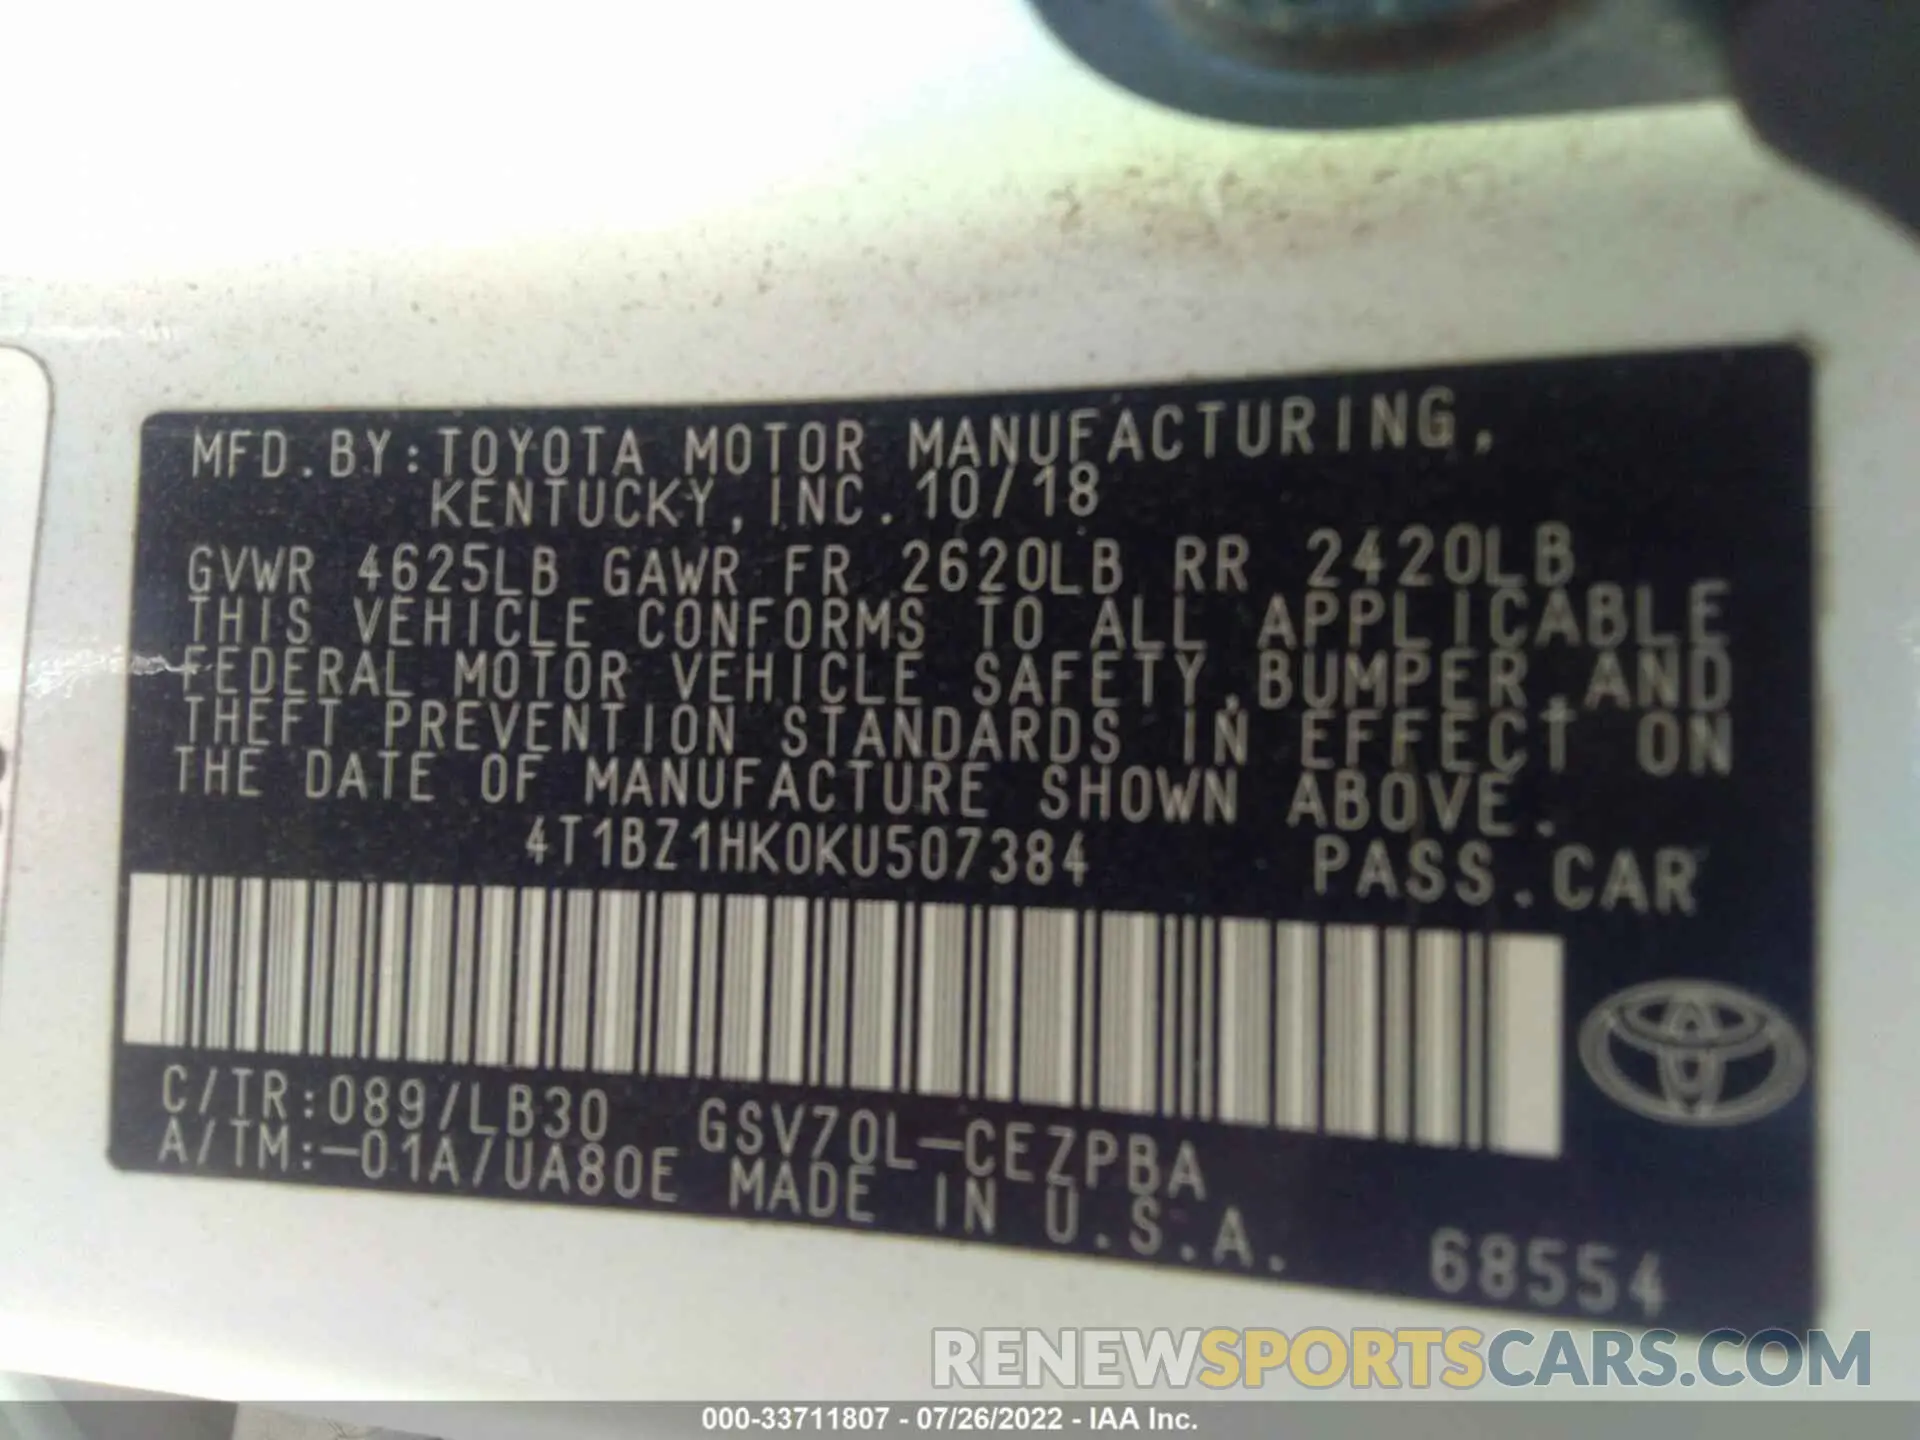 MFD.BY:TOYOTA MOTOR MANUFACTURING,
KENTUCKY,INC.10/18
GVWR 4625LB GAWR FR 2620LB RR 2420LB
THIS VEHICLE CONFORMS TO ALL APPLICABLE
FEDERAL MOTOR VEHICLE SAFETY,BUMPER,AND
THEFT PREVENTION STANDARDS IN EFFECT ON
THE DATE OF MANUFACTURE SHOWN ABOVE.
4T1BZ1HK0KU507384 PASS.CAR
C/TR:089/LB30 GSV70L-CEZPBA
A/TM:-01A/UA80E MADE IN U.S.A.
68554
RENEWSPORTSCARS.COM
000-33711807 - 07/26/2022 - IAA Inc.